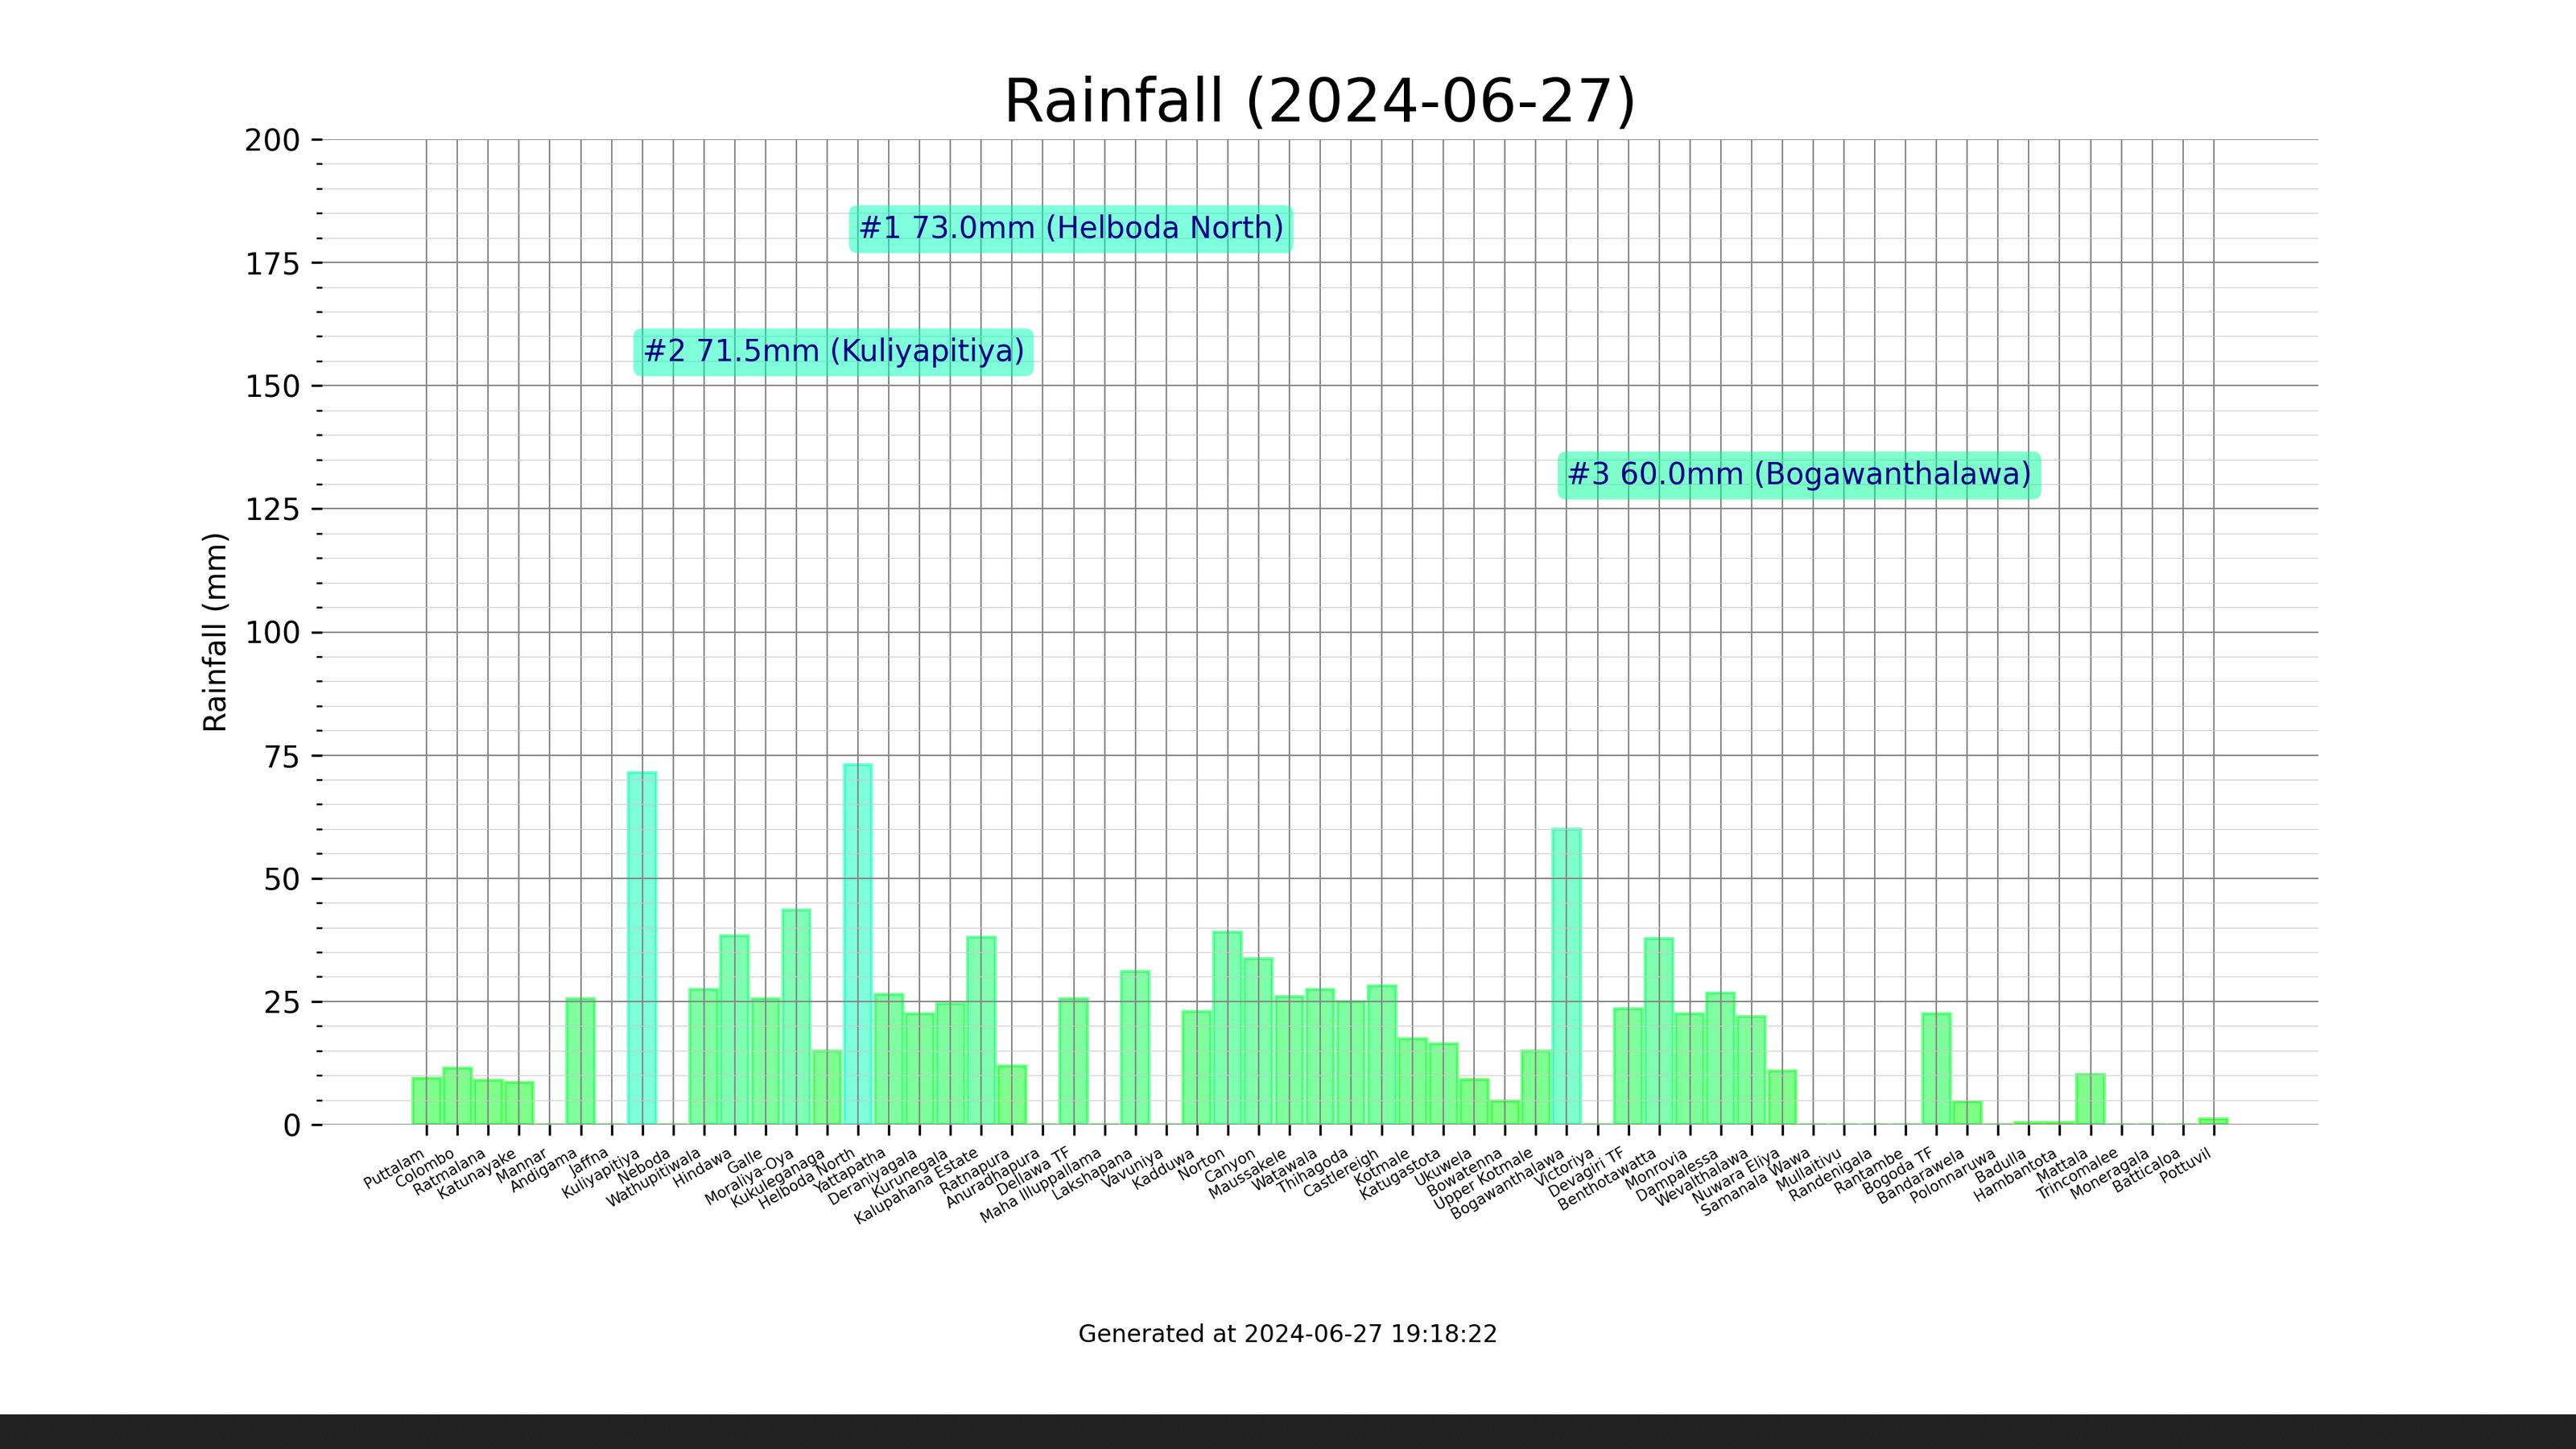 Rainfall (2024-06-27)
200
175
150
125
100
75
50
25
0
Rainfall (mm)
#1 73.0mm (Helboda North)
#2 71.5mm (Kuliyapitiya)
#3 60.0mm (Bogawanthalawa)
Puttalam
Colombo
Ratmalana
Katunayake
Mannar
Andigama
Jaffna
Kuliyapitiya
Neboda
Wathupitiwala
Hindawa
Galle
Moraliya-Oya
Kukuleganaga
Helboda North
Yattapatha
Deraniyagala
Kurunegala
Kalupahana Estate
Ratnapura
Anuradhapura
Dellawa TF
Maha Illuppallama
Lakshapana
Vavuniya
Kadduwa
Norton
Canyon
Maussakele
Watawala
Thihagoda
Castlereigh
Kotmale
Katugastota
Ukuwela
Bowatenna
Upper Kotmale
Bogawanthalawa
Victoriya
Devagiri TF
Benthotawatta
Monrovia
Dampalessa
Wevalthalawa
Nuwara Eliya
Samanala Wawa
Mullaitivu
Randenigala
Rantambe
Bogoda TF
Bandarawela
Polonnaruwa
Badulla
Hambantota
Mattala
Trincomalee
Moneragala
Batticaloa
Pottuvil
Generated at 2024-06-27 19:18:22